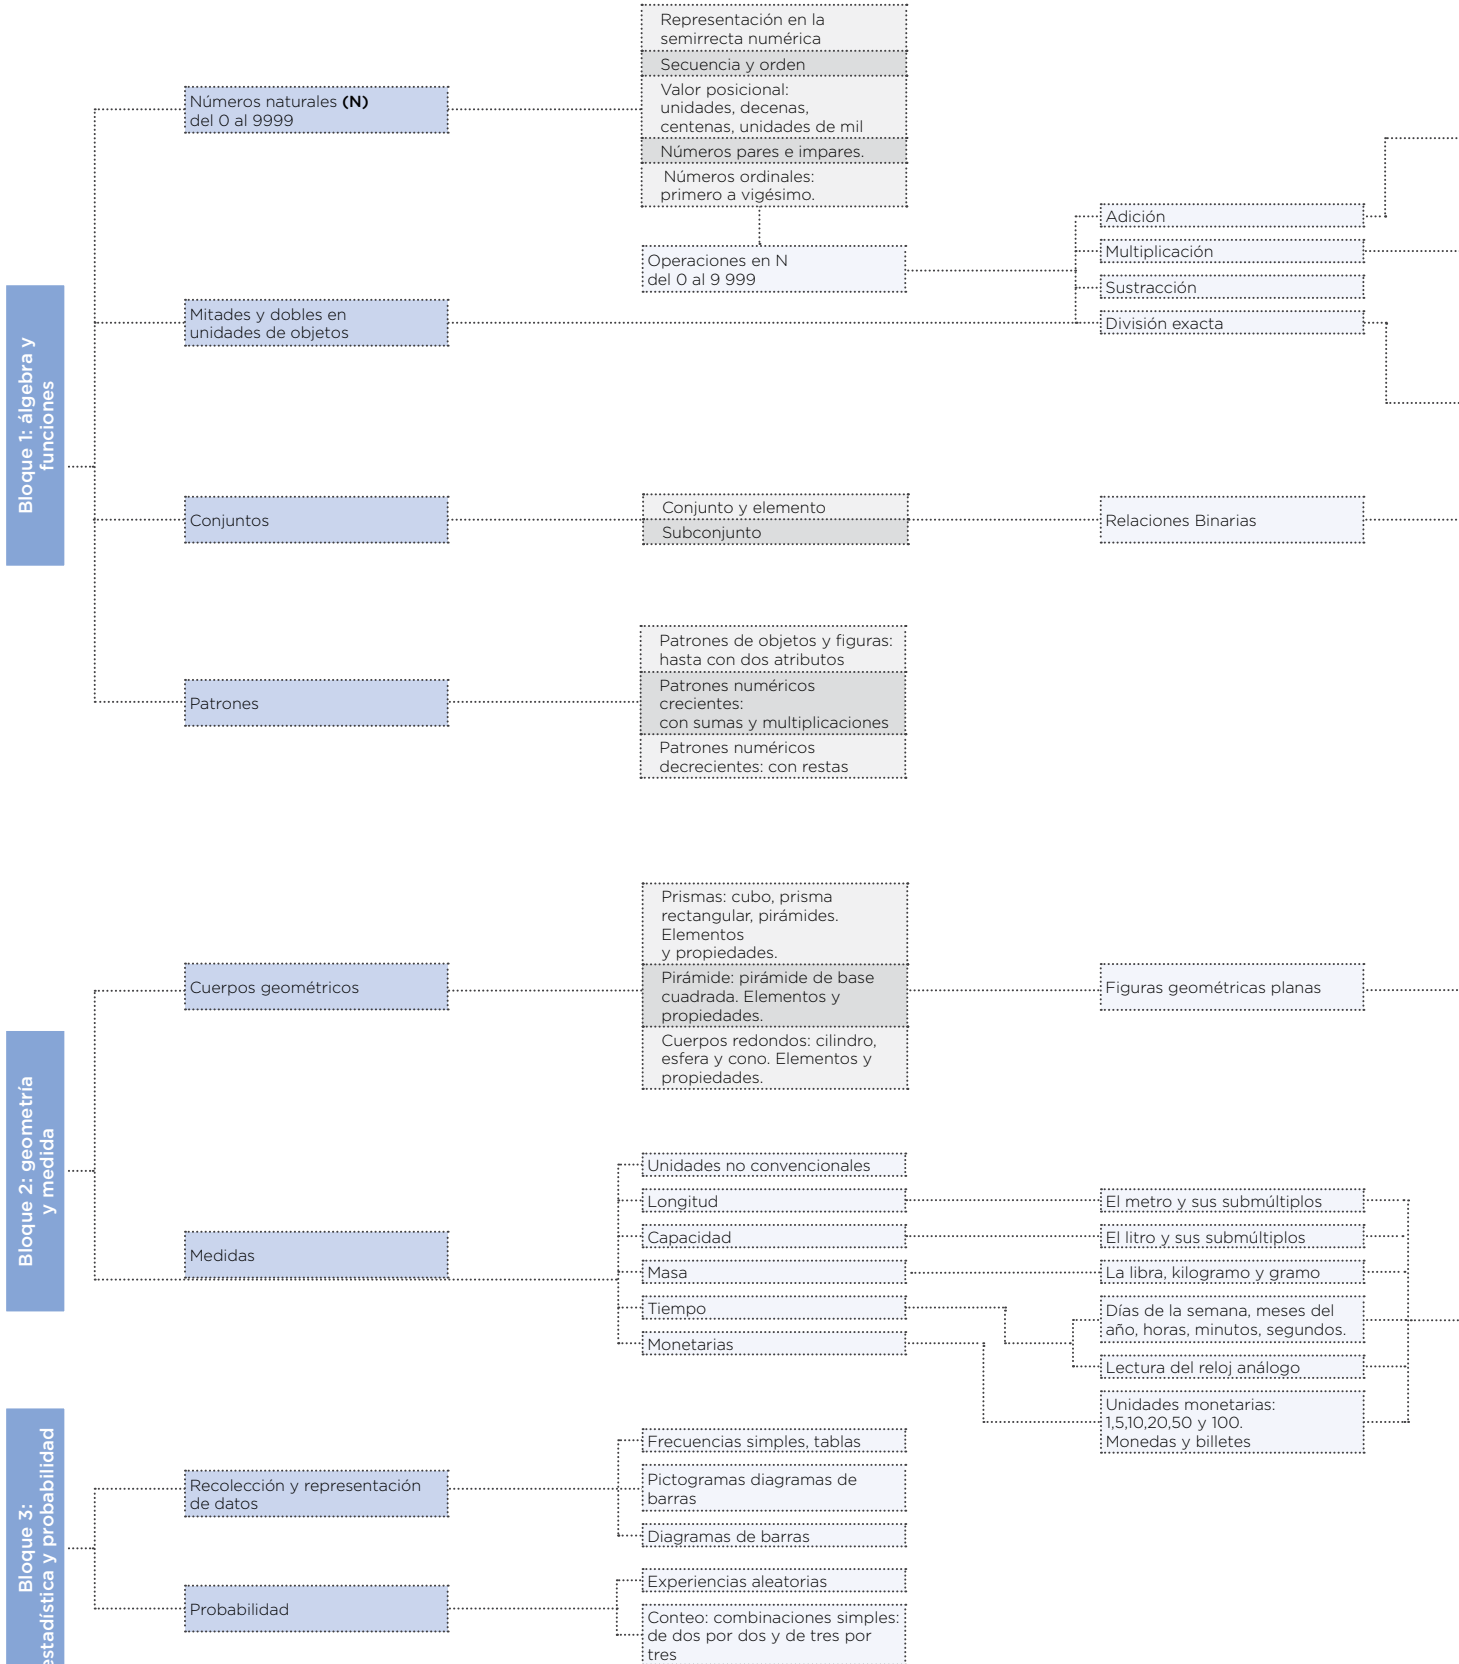 Bloque 1: álgebra y
funciones
Números naturales (N)
del 0 al 9999
Representación en la
semirrecta numérica
Secuencia y orden
Valor posicional:
unidades, decenas,
centenas, unidades de mil
Números pares e impares.
Números ordinales:
primero a vigésimo.
Operaciones en N
del 0 al 9 999
Adición
Multiplicación
Sustracción
División exacta
Mitades y dobles en
unidades de objetos
Conjuntos
Conjunto y elemento
Subconjunto
Relaciones Binarias
Patrones
Patrones de objetos y figuras:
hasta con dos atributos
Patrones numéricos
crecientes:
con sumas y multiplicaciones
Patrones numéricos
decrecientes: con restas
Bloque 2: geometría
y medida
Cuerpos geométricos
Prismas: cubo, prisma
rectangular, pirámides.
Elementos
y propiedades.
Pirámide: pirámide de base
cuadrada. Elementos y
propiedades.
Cuerpos redondos: cilindro,
esfera y cono. Elementos y
propiedades.
Figuras geométricas planas
Medidas
Unidades no convencionales
Longitud
El metro y sus submúltiplos
Capacidad
El litro y sus submúltiplos
Masa
La libra, kilogramo y gramo
Tiempo
Días de la semana, meses del
año, horas, minutos, segundos.
Lectura del reloj análogo
Monetarias
Unidades monetarias:
1,5,10,20,50 y 100.
Monedas y billetes
Bloque 3:
estadística y probabilidad
Recolección y representación
de datos
Frecuencias simples, tablas
Pictogramas diagramas de
barras
Diagramas de barras
Probabilidad
Experiencias aleatorias
Conteo: combinaciones simples:
de dos por dos y de tres por
tres